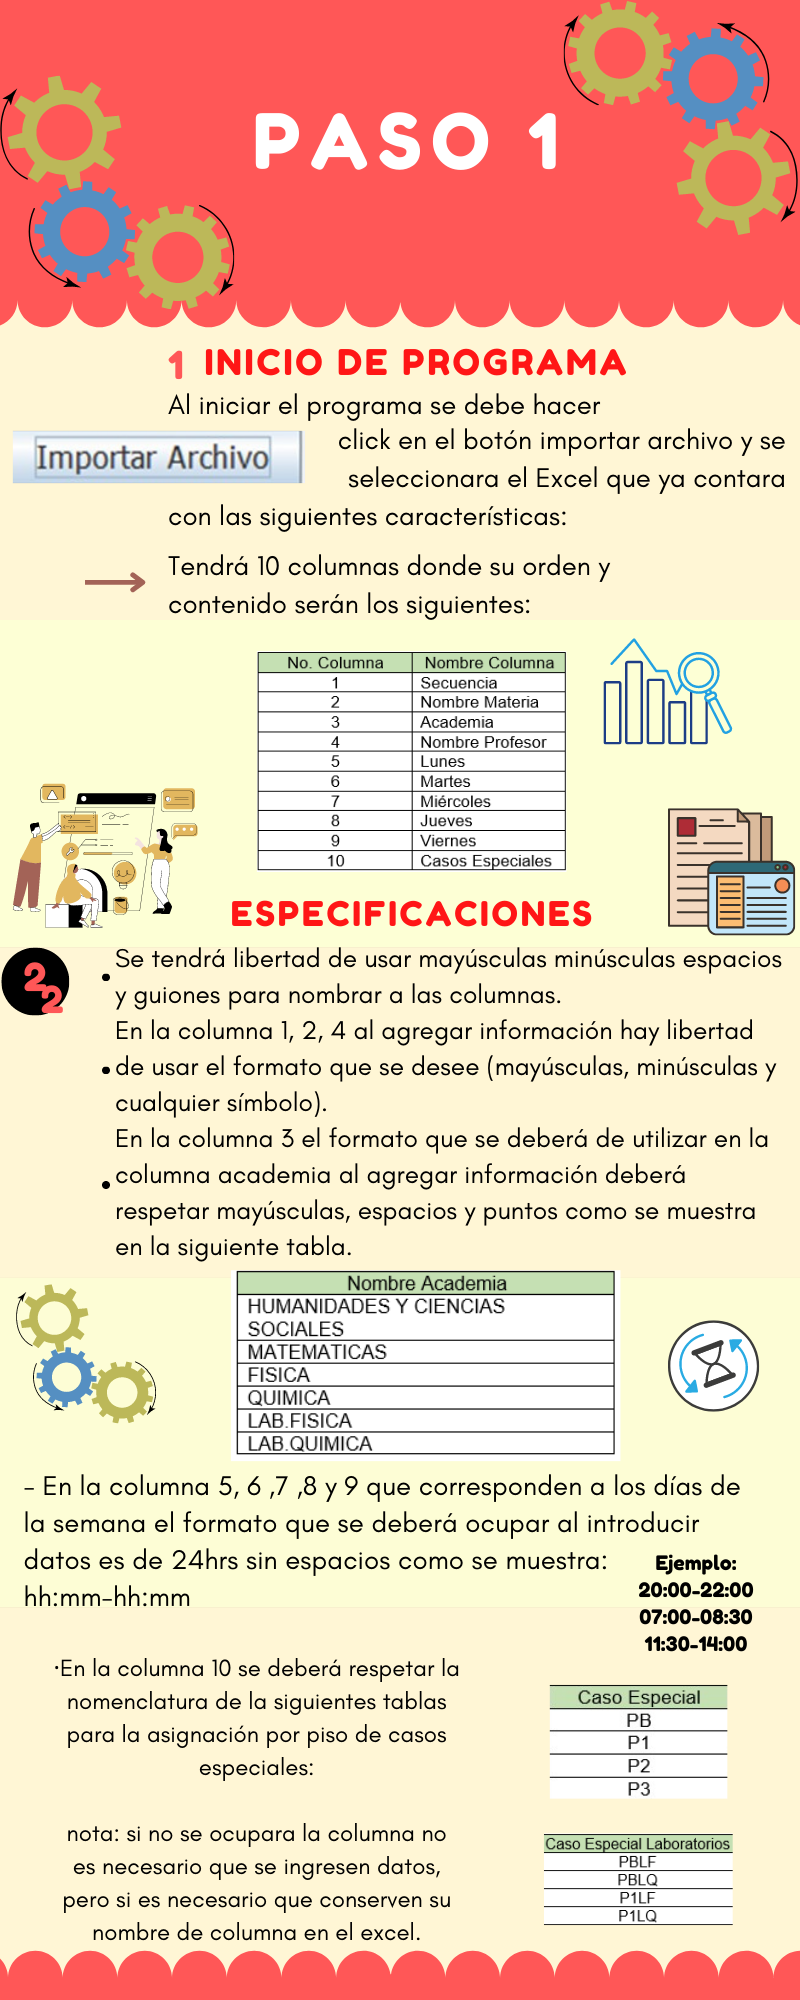 PASO 1
1 INICIO DE PROGRAMA
Al iniciar el programa se debe hacer
Importar Archivo
click en el botón importar archivo y se
seleccionara el Excel que ya contara
con las siguientes características:
Tendrá 10 columnas donde su orden y
contenido serán los siguientes:
No. Columna Nombre Columna
1 Secuencia
2 Nombre Materia
3 Academia
4 Nombre Profesor
5 Lunes
6 Martes
7 Miércoles
8 Jueves
9 Viernes
10 Casos Especiales
ESPECIFICACIONES
2
2
Se tendrá libertad de usar mayúsculas minúsculas espacios
y guiones para nombrar a las columnas.
En la columna 1, 2, 4 al agregar información hay libertad
de usar el formato que se desee (mayúsculas, minúsculas y
cualquier símbolo).
En la columna 3 el formato que se deberá de utilizar en la
columna academia al agregar información deberá
respetar mayúsculas, espacios y puntos como se muestra
en la siguiente tabla.
Nombre Academia
HUMANIDADES Y CIENCIAS
SOCIALES
MATEMATICAS
FISICA
QUIMICA
LAB.FISICA
LAB.QUIMICA
- En la columna 5, 6 ,7 ,8 y 9 que corresponden a los días de
la semana el formato que se deberá ocupar al introducir
datos es de 24hrs sin espacios como se muestra:
hh:mm-hh:mm
Ejemplo:
20:00-22:00
07:00-08:30
11:30-14:00
·En la columna 10 se deberá respetar la
nomenclatura de la siguientes tablas
para la asignación por piso de casos
especiales:
Caso Especial
PB
P1
P2
P3
nota: si no se ocupara la columna no
es necesario que se ingresen datos,
pero si es necesario que conserven su
nombre de columna en el excel.
Caso Especial Laboratorios
PBLF
PBLQ
P1LF
P1LQ